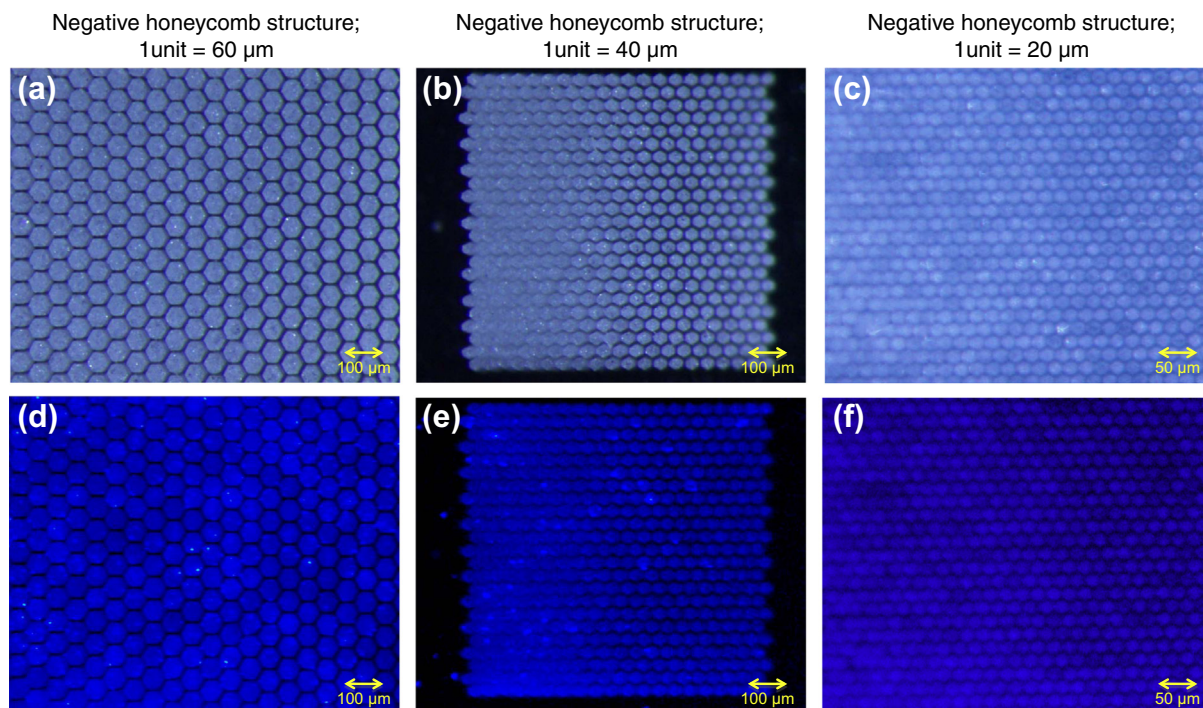 Negative honeycomb structure;
1unit = 60 µm
Negative honeycomb structure;
1unit = 40 µm
Negative honeycomb structure;
1unit = 20 µm
(a)
100 µm
(b)
100 µm
(c)
50 µm
(d)
100 µm
(e)
100 µm
(f)
50 µm